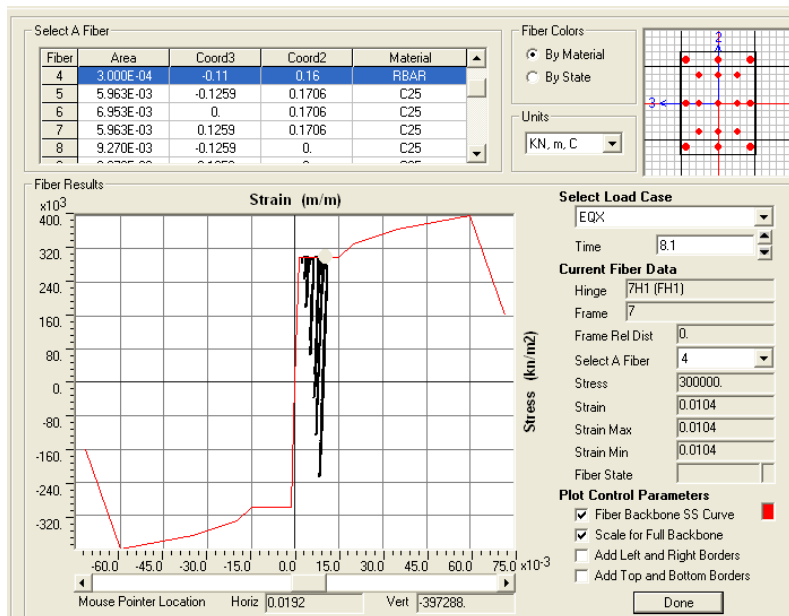 Select A Fiber
Fiber Area Coord3 Coord2 Material
4 3.000E-04 -0.11 0.16 RBAR
5 5.963E-03 -0.1259 0.1706 C25
6 6.953E-03 0. 0.1706 C25
7 5.963E-03 0.1259 0.1706 C25
8 9.270E-03 -0.1259 0. C25
Fiber Colors
By Material
By State
Units
KN, m, C
2
3
Fiber Results
Strain (m/m)
x10³
400
320.
240.
160.
80.
0.0
-80.
-160.
-240.
-320.
-60.0 -45.0 -30.0 -15.0 0.0 15.0 30.0 45.0 60.0 75.0 x10⁻³
Stress (kn/m2)
Mouse Pointer Location Horiz 0.0192 Vert -397288.
Select Load Case
EQX
Time 8.1
Current Fiber Data
Hinge 7H1 (FH1)
Frame 7
Frame Rel Dist 0.
Select A Fiber 4
Stress 300000.
Strain 0.0104
Strain Max 0.0104
Strain Min 0.0104
Fiber State
Plot Control Parameters
Fiber Backbone SS Curve
Scale for Full Backbone
Add Left and Right Borders
Add Top and Bottom Borders
Done